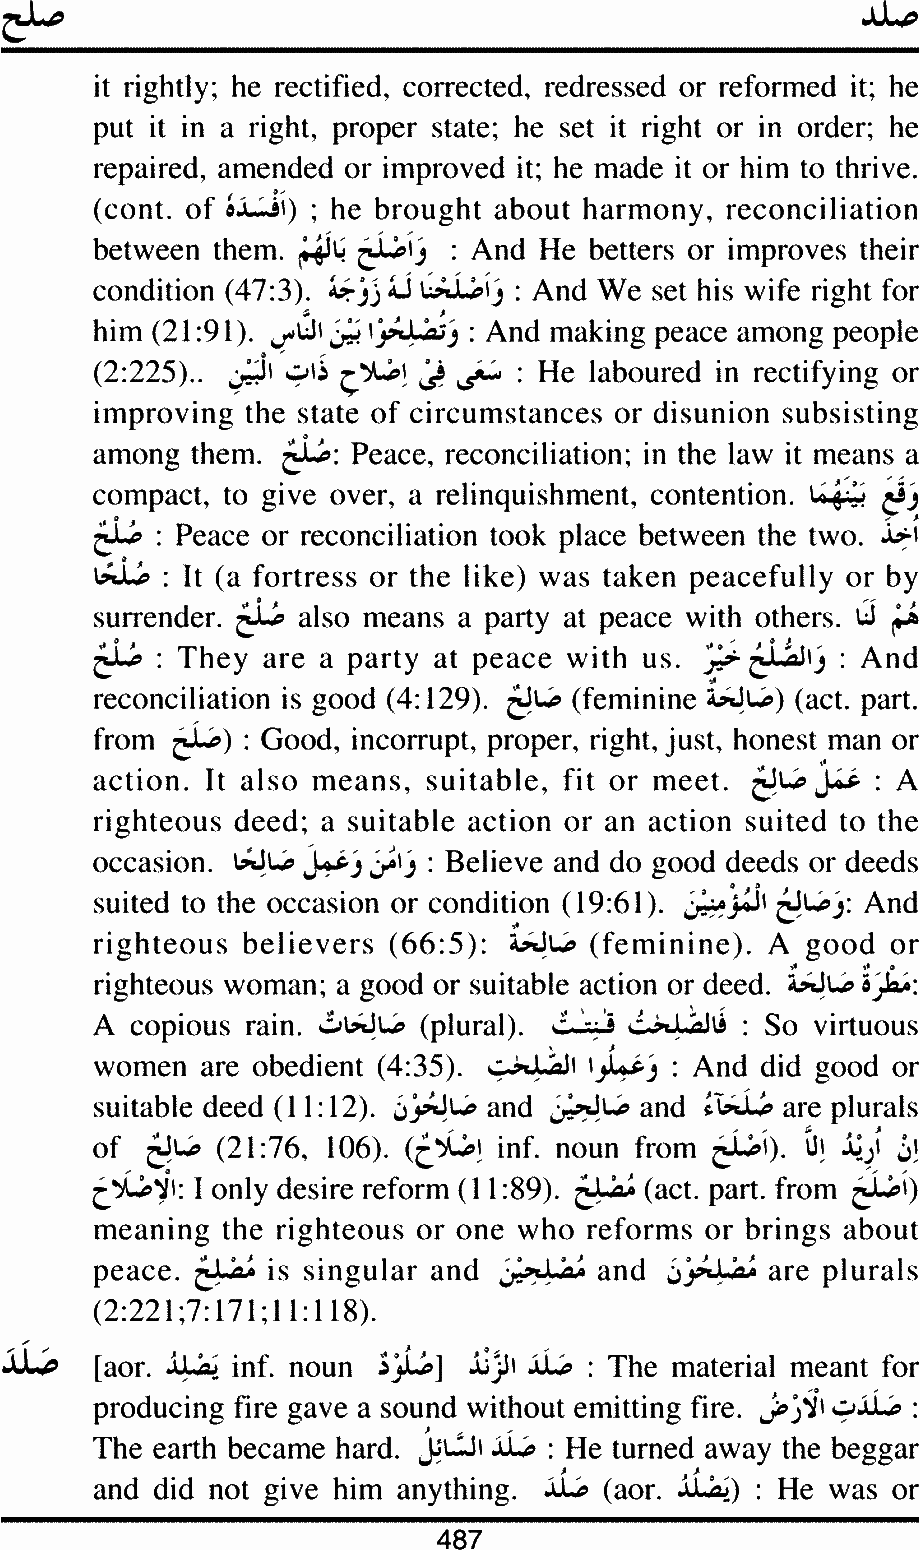 صلح صلد
it rightly; he rectified, corrected, redressed or reformed it; he
put it in a right, proper state; he set it right or in order; he
repaired, amended or improved it; he made it or him to thrive.
(cont. of اَفْسَدَهٗ) ; he brought about harmony, reconciliation
between them. وَاَصْلَحَ بَالَهُمْ : And He betters or improves their
condition (47:3). وَاَصْلَحْنَا لَهٗ زَوْجَهٗ : And We set his wife right for
him (21:91). وَتُصْلِحُوْا بَيْنَ النَّاسِ : And making peace among people
(2:225).. سَعٰى فِىْ اِصْلَاحِ ذَاتِ الْبَيْنِ : He laboured in rectifying or
improving the state of circumstances or disunion subsisting
among them. صُلْحٌ: Peace, reconciliation; in the law it means a
compact, to give over, a relinquishment, contention. وَقَعَ بَيْنَهُمَا
صُلْحٌ : Peace or reconciliation took place between the two. اُخِذَ
صُلْحًا : It (a fortress or the like) was taken peacefully or by
surrender. صُلْحٌ also means a party at peace with others. هُمْ لَنَا
صُلْحٌ : They are a party at peace with us. وَالصُّلْحُ خَيْرٌ : And
reconciliation is good (4:129). صَالِحٌ (feminine صَالِحَةٌ) (act. part.
from صَلَحَ) : Good, incorrupt, proper, right, just, honest man or
action. It also means, suitable, fit or meet. عَمَلٌ صَالِحٌ : A
righteous deed; a suitable action or an action suited to the
occasion. وَاٰمَنَ وَعَمِلَ صَالِحًا : Believe and do good deeds or deeds
suited to the occasion or condition (19:61). وَصَالِحُ الْمُؤْمِنِيْنَ: And
righteous believers (66:5): صَالِحَةٌ (feminine). A good or
righteous woman; a good or suitable action or deed. مَطْرَةٌ صَالِحَةٌ:
A copious rain. صَالِحَاتٌ (plural). فَالصّٰلِحٰتُ قٰنِتٰتٌ : So virtuous
women are obedient (4:35). وَعَمِلُوا الصّٰلِحٰتِ : And did good or
suitable deed (11:12). صَالِحُوْنَ and صَالِحِيْنَ and صُلَحَآءُ are plurals
of صَالِحٌ (21:76, 106). (اِصْلَاحٌ inf. noun from اَصْلَحَ). اِنْ اُرِيْدُ اِلَّا
الْاِصْلَاحَ: I only desire reform (11:89). مُصْلِحٌ (act. part. from اَصْلَحَ)
meaning the righteous or one who reforms or brings about
peace. مُصْلِحٌ is singular and مُصْلِحِيْنَ and مُصْلِحُوْنَ are plurals
(2:221;7:171;11:118).
صَلَدَ [aor. يَصْلِدُ inf. noun صُلُوْدٌ] صَلَدَ الزَّنْدُ : The material meant for
producing fire gave a sound without emitting fire. صَلَدَتِ الْاَرْضُ :
The earth became hard. صَلَدَ السَّائِلَ : He turned away the beggar
and did not give him anything. صَلُدَ (aor. يَصْلُدُ) : He was or
487